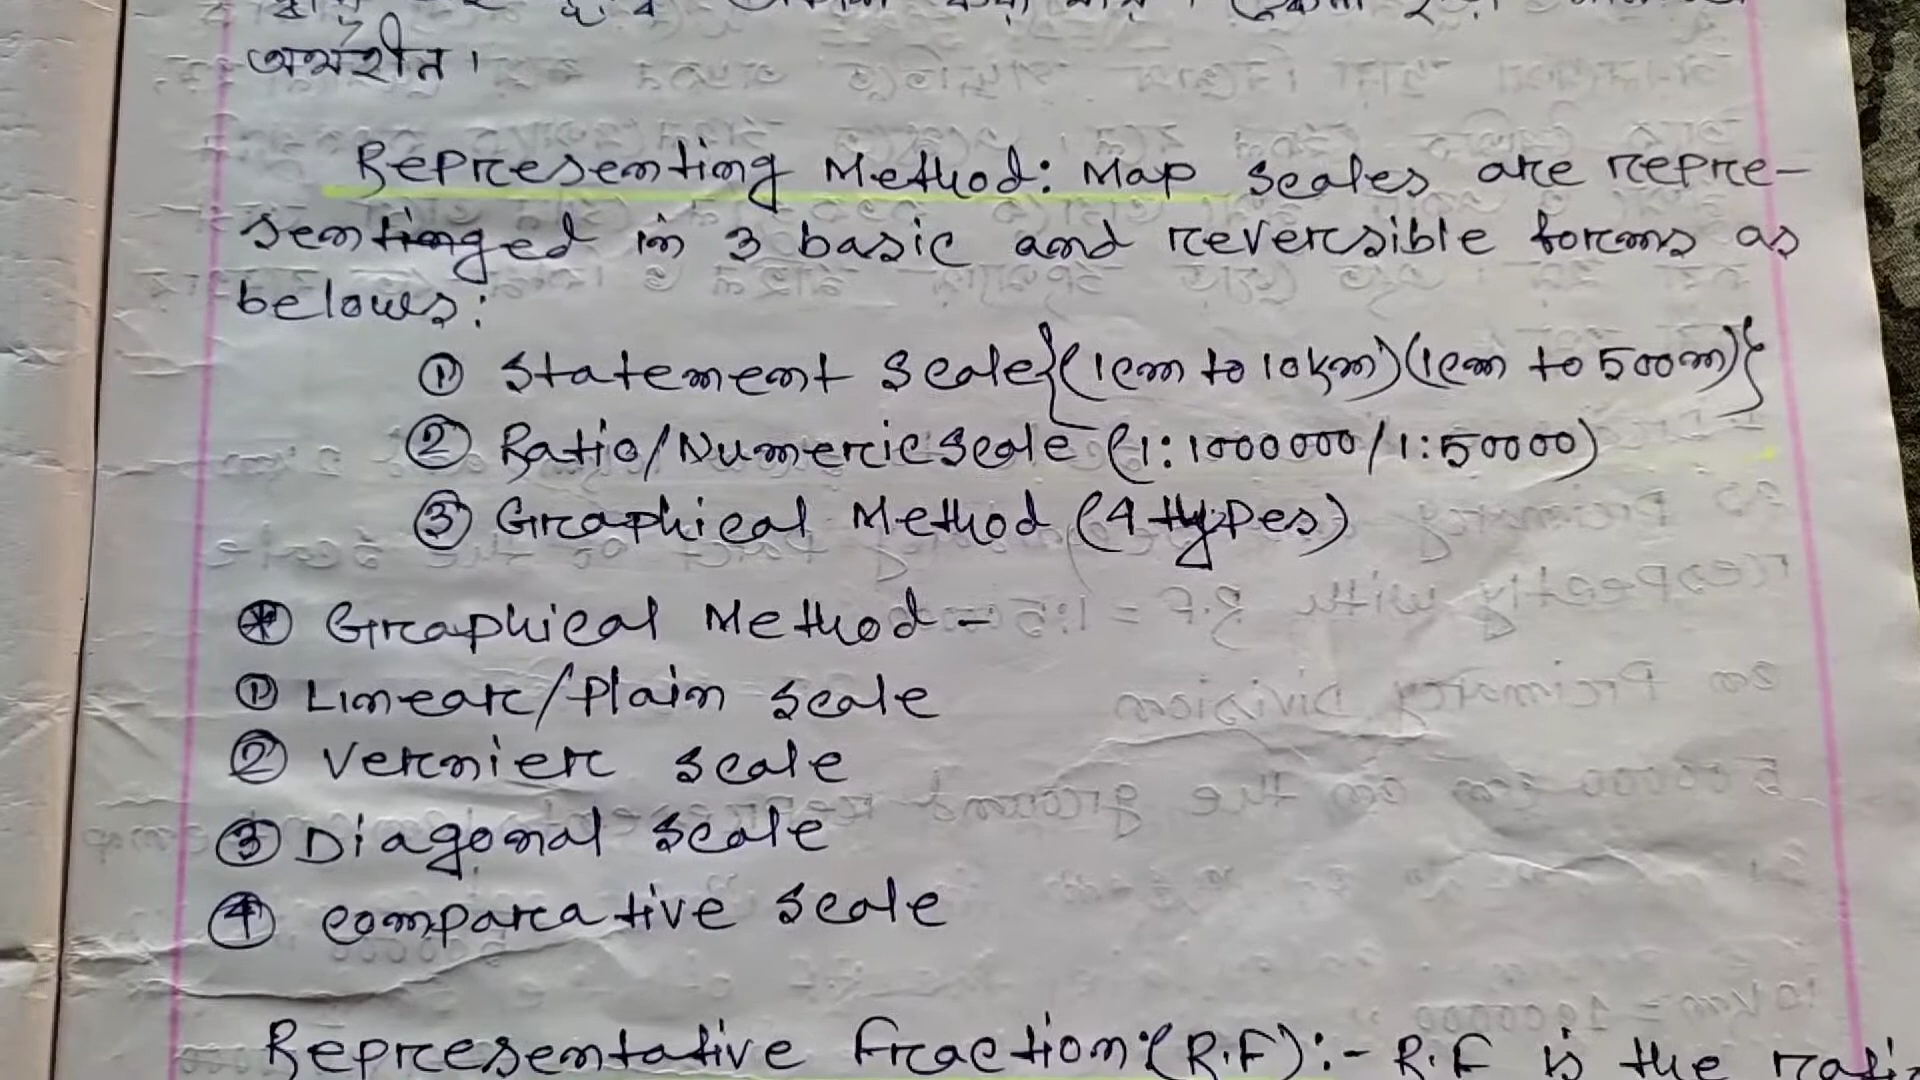 অর্থহীন।
Representing Method: Map scales are repre-
sentinged in 3 basic and reversible forms as
belows:
① Statement Scale{(1cm to 10km)(1cm to 500m)}
② Ratio/Numeric Scale (1:1000000/1:50000)
③ Graphical Method (4 types)
* Graphical Method -
① Linear/Plain scale
② Vernier scale
③ Diagonal scale
④ comparative scale
Representative Fraction:(R.F):- R.F is the